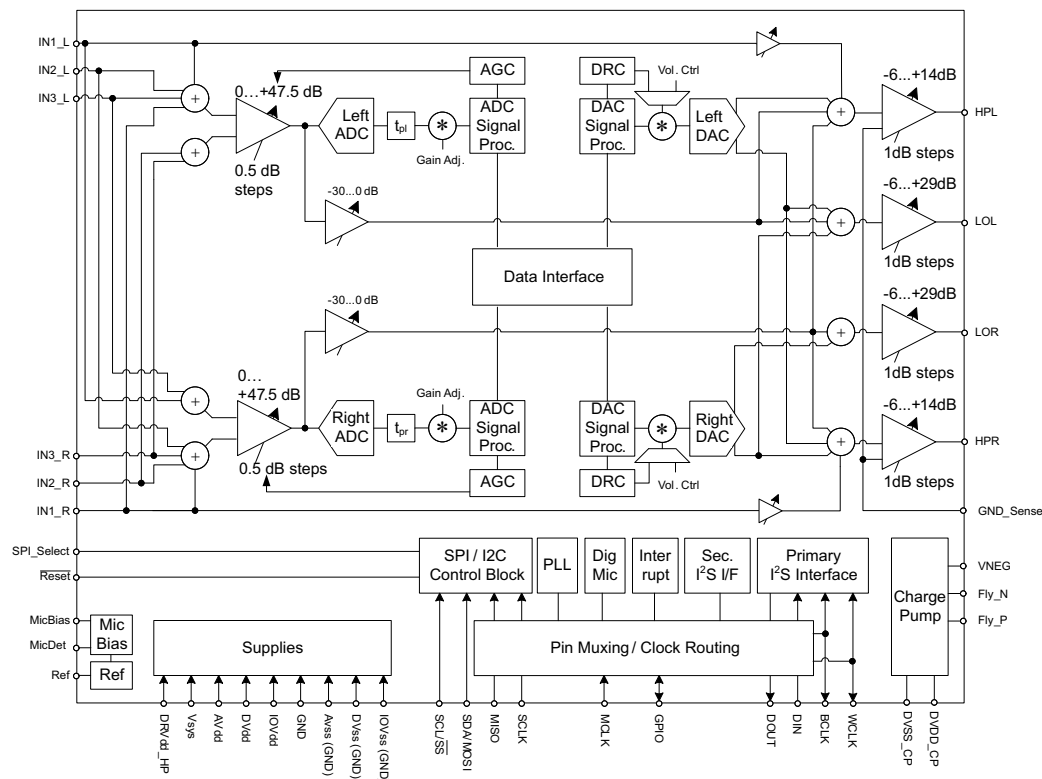 IN1_L
IN2_L
IN3_L
0…+47.5 dB
0.5 dB
steps
Left
ADC
tpl
*
Gain Adj.
AGC
ADC
Signal
Proc.
DRC
Vol. Ctrl
DAC
Signal
Proc.
*
Left
DAC
+
+
+
-6...+14dB
1dB steps
HPL
-30...0 dB
+
-6...+29dB
1dB steps
LOL
Data Interface
-30...0 dB
+
-6...+29dB
1dB steps
LOR
+
+
0…
+47.5 dB
0.5 dB steps
Right
ADC
tpr
*
Gain Adj.
ADC
Signal
Proc.
AGC
DAC
Signal
Proc.
*
DRC
Vol. Ctrl
Right
DAC
+
-6...+14dB
1dB steps
HPR
IN3_R
IN2_R
IN1_R
GND_Sense
SPI_Select
Reset
SPI / I2C
Control Block
PLL
Dig
Mic
Inter
rupt
Sec.
I²S I/F
Primary
I²S Interface
Charge
Pump
VNEG
Fly_N
Fly_P
MicBias
MicDet
Ref
Mic
Bias
Ref
Supplies
Pin Muxing / Clock Routing
DRVdd_HP
Vsys
AVdd
DVdd
IOVdd
GND
Avss (GND)
DVss (GND)
IOVss (GND
SCL/SS
SDA/MOSI
MISO
SCLK
MCLK
GPIO
DOUT
DIN
BCLK
WCLK
DVSS_CP
DVDD_CP